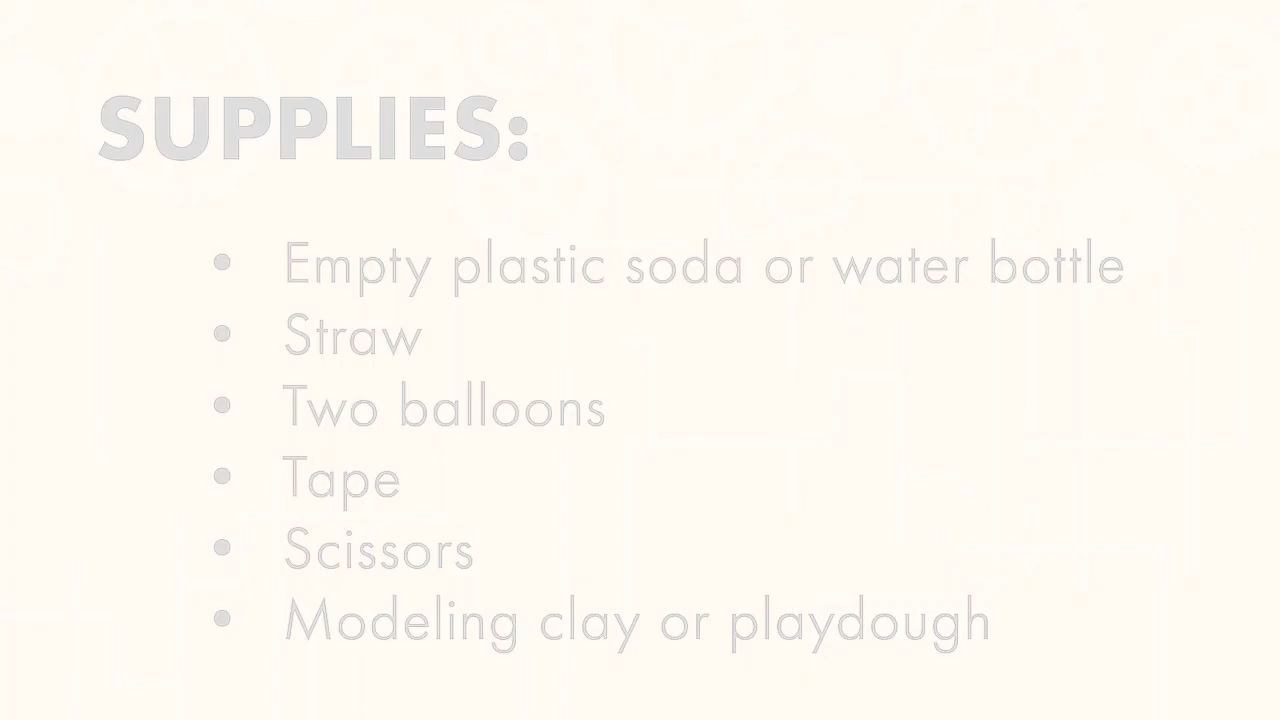 SUPPLIES:
• Empty plastic soda or water bottle
• Straw
• Two balloons
• Tape
• Scissors
• Modeling clay or playdough